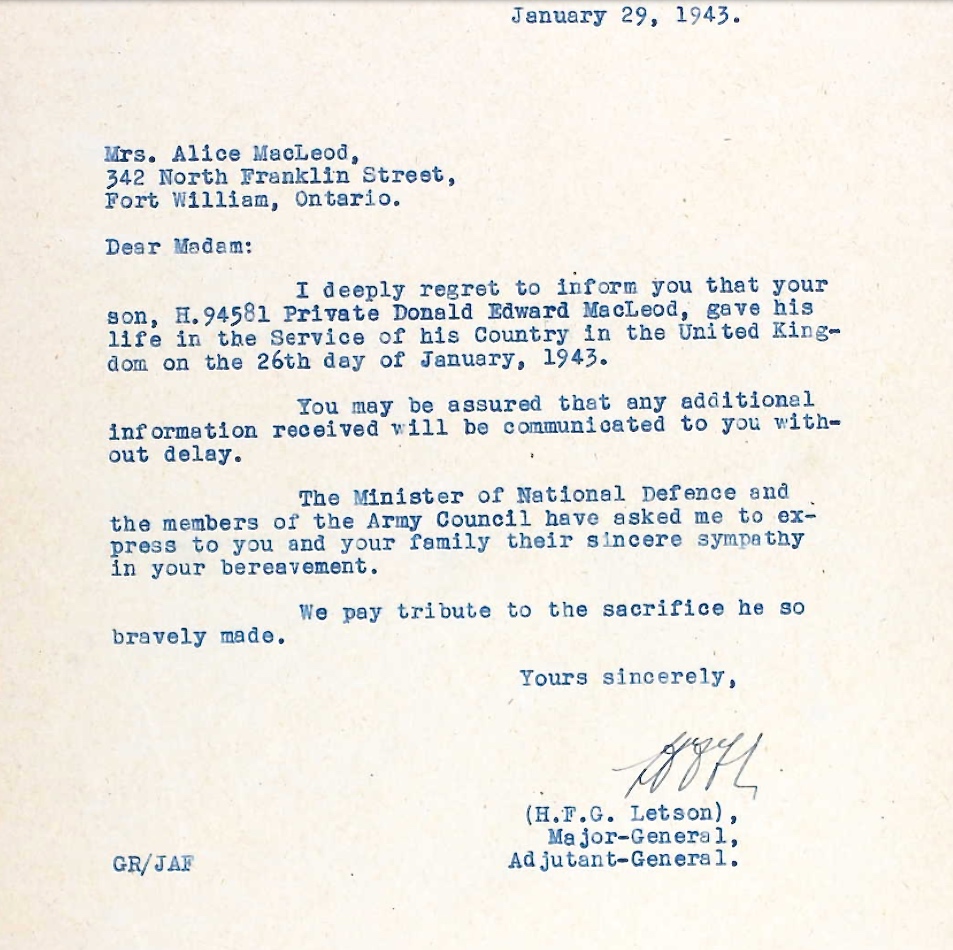 January 29, 1943.
Mrs. Alice MacLeod,
342 North Franklin Street,
Fort William, Ontario.
Dear Madam:
I deeply regret to inform you that your
son, H.94581 Private Donald Edward MacLeod, gave his
life in the Service of his Country in the United King-
dom on the 26th day of January, 1943.
You may be assured that any additional
information received will be communicated to you with-
out delay.
The Minister of National Defence and
the members of the Army Council have asked me to ex-
press to you and your family their sincere sympathy
in your bereavement.
We pay tribute to the sacrifice he so
bravely made.
Yours sincerely,
(H.F.G. Letson),
Major-General,
Adjutant-General.
GR/JAF